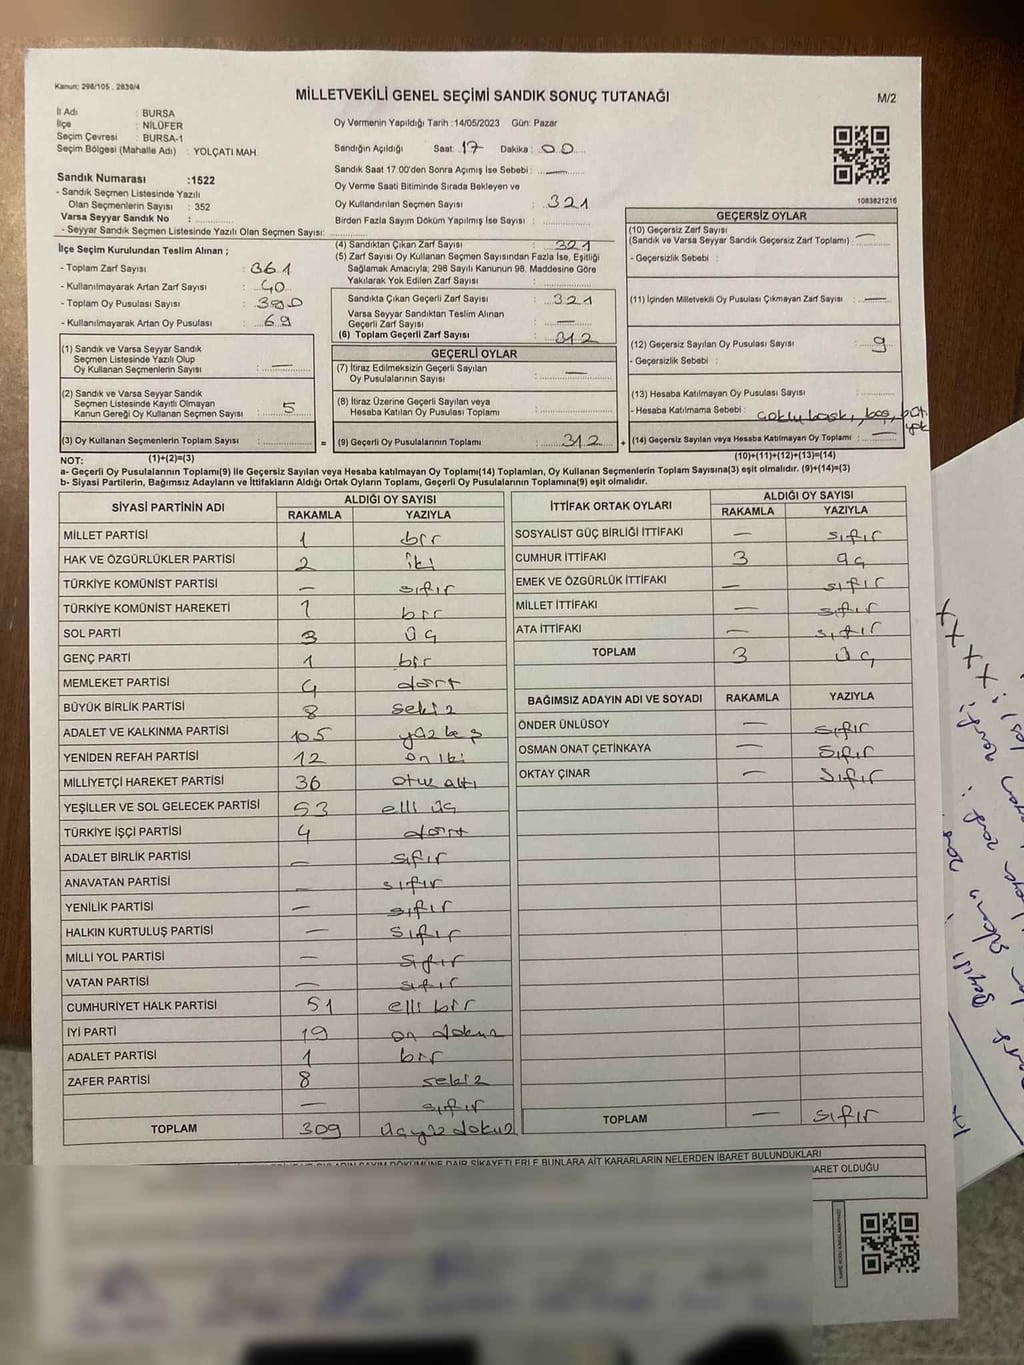 Kanun: 298/105 , 2839/4
MİLLETVEKİLİ GENEL SEÇİMİ SANDIK SONUÇ TUTANAĞI
M/2
İl Adı : BURSA
İlçe : NİLÜFER
Seçim Çevresi : BURSA-1
Seçim Bölgesi (Mahalle Adı) : YOLÇATI MAH.
Oy Vermenin Yapıldığı Tarih :14/05/2023 Gün: Pazar
Sandığın Açıldığı Saat: 17 Dakika : 00
Sandık Saat 17:00'den Sonra Açımış İse Sebebi : —
Oy Verme Saati Bitiminde Sırada Bekleyen ve
Oy Kullandırılan Seçmen Sayısı : 321
Birden Fazla Sayım Döküm Yapılmış İse Sayısı :
1083821216
Sandık Numarası :1522
- Sandık Seçmen Listesinde Yazılı
Olan Seçmenlerin Sayısı : 352
Varsa Seyyar Sandık No :
- Seyyar Sandık Seçmen Listesinde Yazılı Olan Seçmen Sayısı:
İlçe Seçim Kurulundan Teslim Alınan ;
- Toplam Zarf Sayısı : 361
- Kullanılmayarak Artan Zarf Sayısı : 40
- Toplam Oy Pusulası Sayısı :
- Kullanılmayarak Artan Oy Pusulası : 69
(1) Sandık ve Varsa Seyyar Sandık
Seçmen Listesinde Yazılı Olup
Oy Kullanan Seçmenlerin Sayısı : —
(2) Sandık ve Varsa Seyyar Sandık
Seçmen Listesinde Kayıtlı Olmayan
Kanun Gereği Oy Kullanan Seçmen Sayısı : 5
(3) Oy Kullanan Seçmenlerin Toplam Sayısı :
(1)+(2)=(3)
(4) Sandıktan Çıkan Zarf Sayısı : 321
(5) Zarf Sayısı Oy Kullanan Seçmen Sayısından Fazla İse, Eşitliği
Sağlamak Amacıyla; 298 Sayılı Kanunun 98. Maddesine Göre
Yakılarak Yok Edilen Zarf Sayısı :
Sandıkta Çıkan Geçerli Zarf Sayısı : 321
Varsa Seyyar Sandıktan Teslim Alınan
Geçerli Zarf Sayısı : —
(6) Toplam Geçerli Zarf Sayısı : 312
GEÇERLİ OYLAR
(7) İtiraz Edilmeksizin Geçerli Sayılan
Oy Pusulalarının Sayısı : —
(8) İtiraz Üzerine Geçerli Sayılan veya
Hesaba Katılan Oy Pusulası Toplamı :
= (9) Geçerli Oy Pusulalarının Toplamı : 312 +
GEÇERSİZ OYLAR
(10) Geçersiz Zarf Sayısı
(Sandık ve Varsa Seyyar Sandık Geçersiz Zarf Toplamı) : —
- Geçersizlik Sebebi :
(11) İçinden Milletvekili Oy Pusulası Çıkmayan Zarf Sayısı : —
(12) Geçersiz Sayılan Oy Pusulası Sayısı : 9
- Geçersizlik Sebebi :
(13) Hesaba Katılmayan Oy Pusulası Sayısı :
- Hesaba Katılmama Sebebi : çoklu baskı, boş,
yok
(14) Geçersiz Sayılan veya Hesaba Katılmayan Oy Toplamı : —
(10)+(11)+(12)+(13)=(14)
NOT:
a- Geçerli Oy Pusulalarının Toplamı(9) ile Geçersiz Sayılan veya Hesaba katılmayan Oy Toplamı(14) Toplamları, Oy Kullanan Seçmenlerin Toplam Sayısına(3) eşit olmalıdır. (9)+(14)=(3)
b- Siyasi Partilerin, Bağımsız Adayların ve İttifakların Aldığı Ortak Oyların Toplamı, Geçerli Oy Pusulalarının Toplamına(9) eşit olmalıdır.
SİYASİ PARTİNİN ADI ALDIĞI OY SAYISI
RAKAMLA YAZIYLA
MİLLET PARTİSİ 1 bir
HAK VE ÖZGÜRLÜKLER PARTİSİ 2 iki
TÜRKİYE KOMÜNİST PARTİSİ — sıfır
TÜRKİYE KOMÜNİST HAREKETİ 1 bir
SOL PARTİ 3 üç
GENÇ PARTİ 1 bir
MEMLEKET PARTİSİ 4 dört
BÜYÜK BİRLİK PARTİSİ 8 sekiz
ADALET VE KALKINMA PARTİSİ 105 yüz beş
YENİDEN REFAH PARTİSİ 12 on iki
MİLLİYETÇİ HAREKET PARTİSİ 36 otuz altı
YEŞİLLER VE SOL GELECEK PARTİSİ 53 elli üç
TÜRKİYE İŞÇİ PARTİSİ 4 dört
ADALET BİRLİK PARTİSİ — sıfır
ANAVATAN PARTİSİ — sıfır
YENİLİK PARTİSİ — sıfır
HALKIN KURTULUŞ PARTİSİ — sıfır
MİLLİ YOL PARTİSİ — sıfır
VATAN PARTİSİ — sıfır
CUMHURİYET HALK PARTİSİ 51 elli bir
İYİ PARTİ 19 on dokuz
ADALET PARTİSİ 1 bir
ZAFER PARTİSİ 8 sekiz
— sıfır
TOPLAM 309 üçyüz dokuz
İTTİFAK ORTAK OYLARI ALDIĞI OY SAYISI
RAKAMLA YAZIYLA
SOSYALİST GÜÇ BİRLİĞİ İTTİFAKI — sıfır
CUMHUR İTTİFAKI 3 üç
EMEK VE ÖZGÜRLÜK İTTİFAKI — sıfır
MİLLET İTTİFAKI — sıfır
ATA İTTİFAKI — sıfır
TOPLAM 3 üç
BAĞIMSIZ ADAYIN ADI VE SOYADI RAKAMLA YAZIYLA
ÖNDER ÜNLÜSOY — sıfır
OSMAN ONAT ÇETİNKAYA — sıfır
OKTAY ÇINAR — sıfır
TOPLAM — sıfır
SAYIM DÖKÜMÜNE DAİR ŞİKAYETLERLE BUNLARA AİT KARARLARIN NELERDEN İBARET BULUNDUKLARI
BARET OLDUĞU